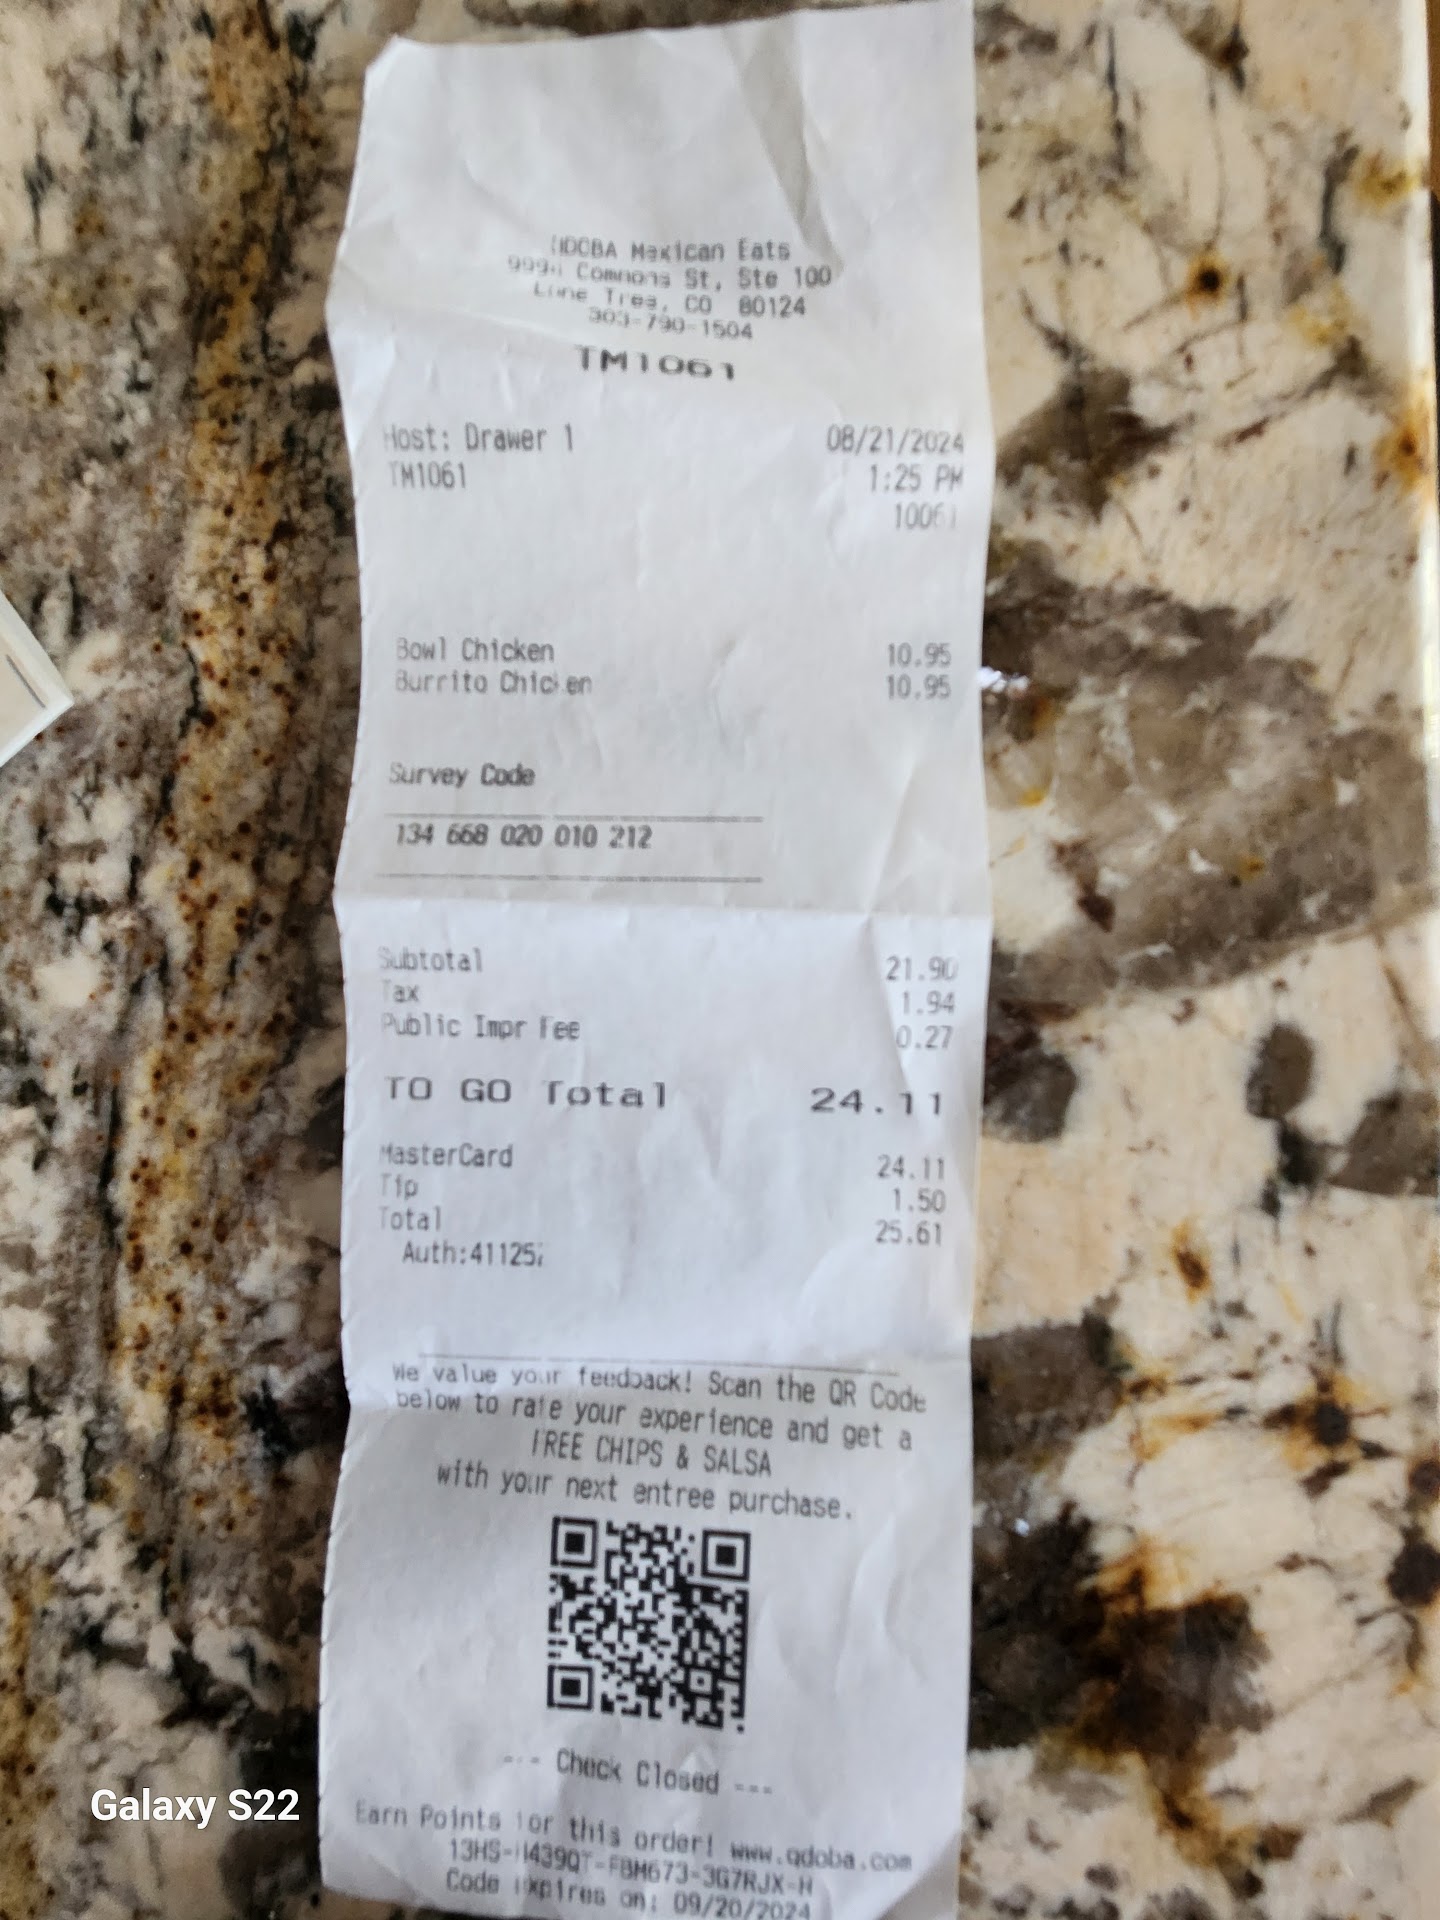 QDOBA Mexican Eats
Commons St, Ste 100
Lone Tree, CO 80124
303-790-1504
TM1061
Host: Drawer 1 08/21/2024
TM1061 1:25 PM
10061
Bowl Chicken 10.95
Burrito Chicken 10.95
Survey Code
134 668 020 010 212
Subtotal 21.90
Tax 1.94
Public Impr Fee 0.27
TO GO Total 24.11
MasterCard 24.11
Tip 1.50
Total 25.61
We value your feedback! Scan the QR Code
below to rate your experience and get a
FREE CHIPS & SALSA
with your next entree purchase.
--- Check Closed ---
Earn Points for this order! www.qdoba.com
Code expires on: 09/20/2024
Galaxy S22